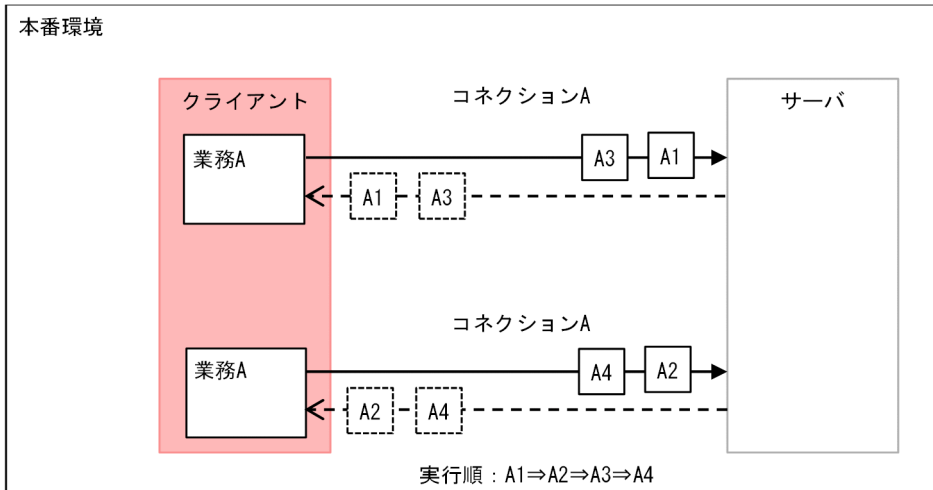 本番環境
クライアント
コネクションA
サーバ
業務A
A3
A1
A1
A3
コネクションA
業務A
A4
A2
A2
A4
実行順：A1⇒A2⇒A3⇒A4